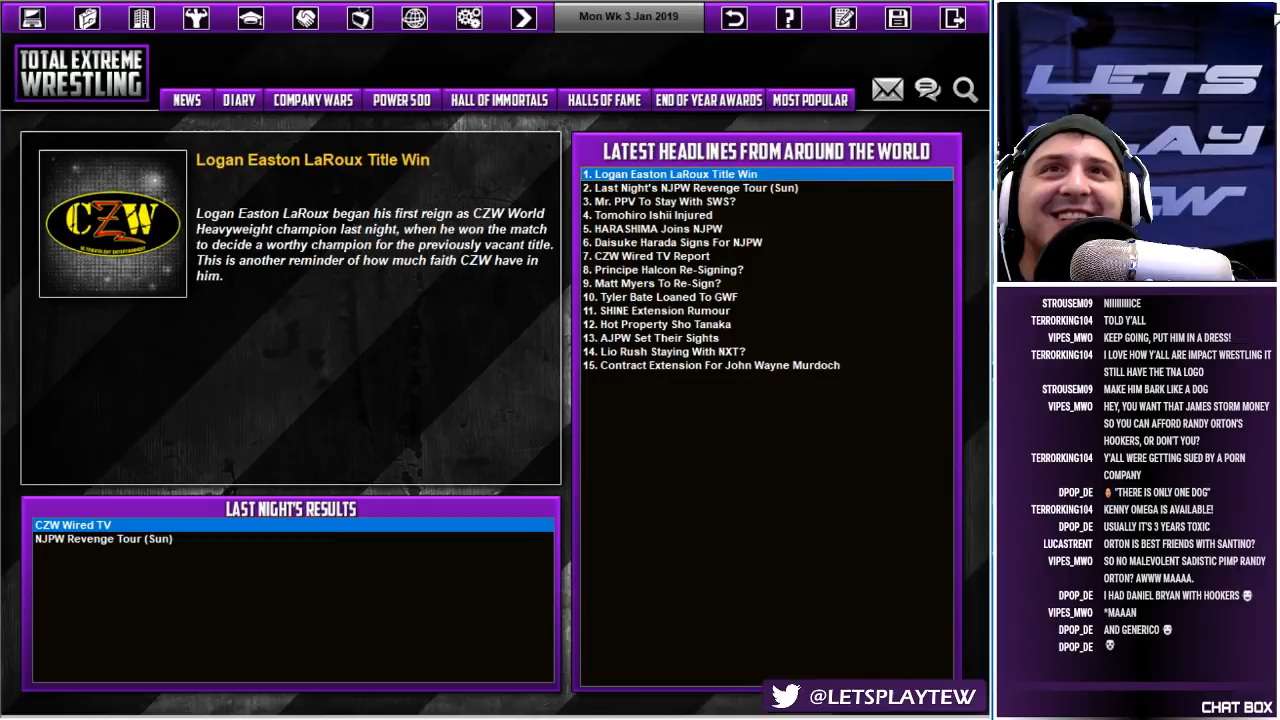 Mon Wk 3 Jan 2019
TOTAL EXTREME
WRESTLING
NEWS
DIARY
COMPANY WARS
POWER 500
HALL OF IMMORTALS
HALLS OF FAME
END OF YEAR AWARDS
MOST POPULAR
CZW
Logan Easton LaRoux Title Win
Logan Easton LaRoux began his first reign as CZW World
Heavyweight champion last night, when he won the match
to decide a worthy champion for the previously vacant title.
This is another reminder of how much faith CZW have in
him.
LAST NIGHT'S RESULTS
CZW Wired TV
NJPW Revenge Tour (Sun)
LATEST HEADLINES FROM AROUND THE WORLD
1. Logan Easton LaRoux Title Win
2. Last Night's NJPW Revenge Tour (Sun)
3. Mr. PPV To Stay With SWS?
4. Tomohiro Ishii Injured
5. HARASHIMA Joins NJPW
6. Daisuke Harada Signs For NJPW
7. CZW Wired TV Report
8. Principe Halcon Re-Signing?
9. Matt Myers To Re-Sign?
10. Tyler Bate Loaned To GWF
11. SHINE Extension Rumour
12. Hot Property Sho Tanaka
13. AJPW Set Their Sights
14. Lio Rush Staying With NXT?
15. Contract Extension For John Wayne Murdoch
@LETSPLAYTEW
LETS
PLAY
TEW
STROUSEM09 NIIIIIIIICE
TERRORKING104 TOLD Y'ALL
VIPES_MWO KEEP GOING, PUT HIM IN A DRESS!
TERRORKING104 I LOVE HOW Y'ALL ARE IMPACT WRESTLING IT
STILL HAVE THE TNA LOGO
STROUSEM09 MAKE HIM BARK LIKE A DOG
VIPES_MWO HEY, YOU WANT THAT JAMES STORM MONEY
SO YOU CAN AFFORD RANDY ORTON'S
HOOKERS, OR DON'T YOU?
TERRORKING104 Y'ALL WERE GETTING SUED BY A PORN
COMPANY
DPOP_DE "THERE IS ONLY ONE DOG"
TERRORKING104 KENNY OMEGA IS AVAILABLE!
DPOP_DE USUALLY IT'S 3 YEARS TOXIC
LUCASTRENT ORTON IS BEST FRIENDS WITH SANTINO?
VIPES_MWO SO NO MALEVOLENT SADISTIC PIMP RANDY
ORTON? AWWW MAAAA.
DPOP_DE I HAD DANIEL BRYAN WITH HOOKERS
VIPES_MWO *MAAAN
DPOP_DE AND GENERICO
DPOP_DE
CHAT BOX